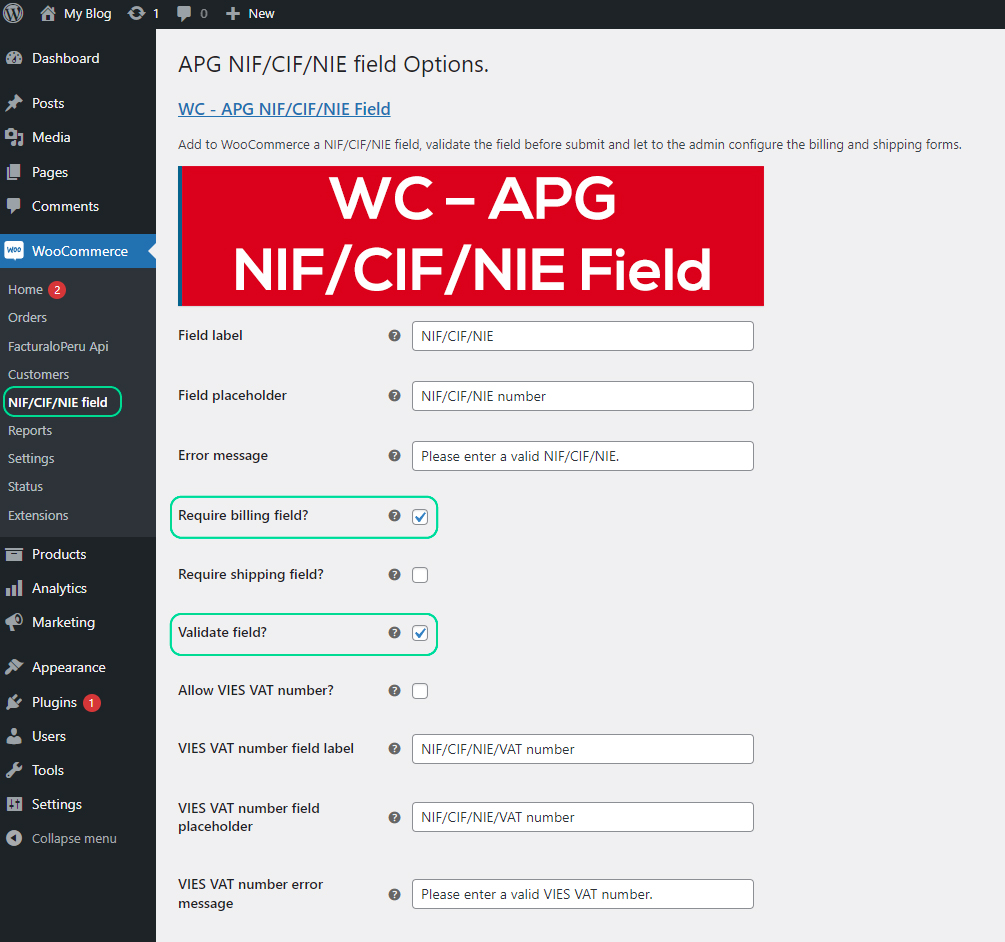 My Blog 1 0 New
Dashboard
Posts
Media
Pages
Comments
WooCommerce
Home 2
Orders
FacturaloPeru Api
Customers
NIF/CIF/NIE field
Reports
Settings
Status
Extensions
Products
Analytics
Marketing
Appearance
Plugins 1
Users
Tools
Settings
Collapse menu
APG NIF/CIF/NIE field Options.
WC - APG NIF/CIF/NIE Field
Add to WooCommerce a NIF/CIF/NIE field, validate the field before submit and let to the admin configure the billing and shipping forms.
WC – APG
NIF/CIF/NIE Field
Field label ? NIF/CIF/NIE
Field placeholder ? NIF/CIF/NIE number
Error message ? Please enter a valid NIF/CIF/NIE.
Require billing field? ?
Require shipping field? ?
Validate field? ?
Allow VIES VAT number? ?
VIES VAT number field label ? NIF/CIF/NIE/VAT number
VIES VAT number field
placeholder ? NIF/CIF/NIE/VAT number
VIES VAT number error
message ? Please enter a valid VIES VAT number.